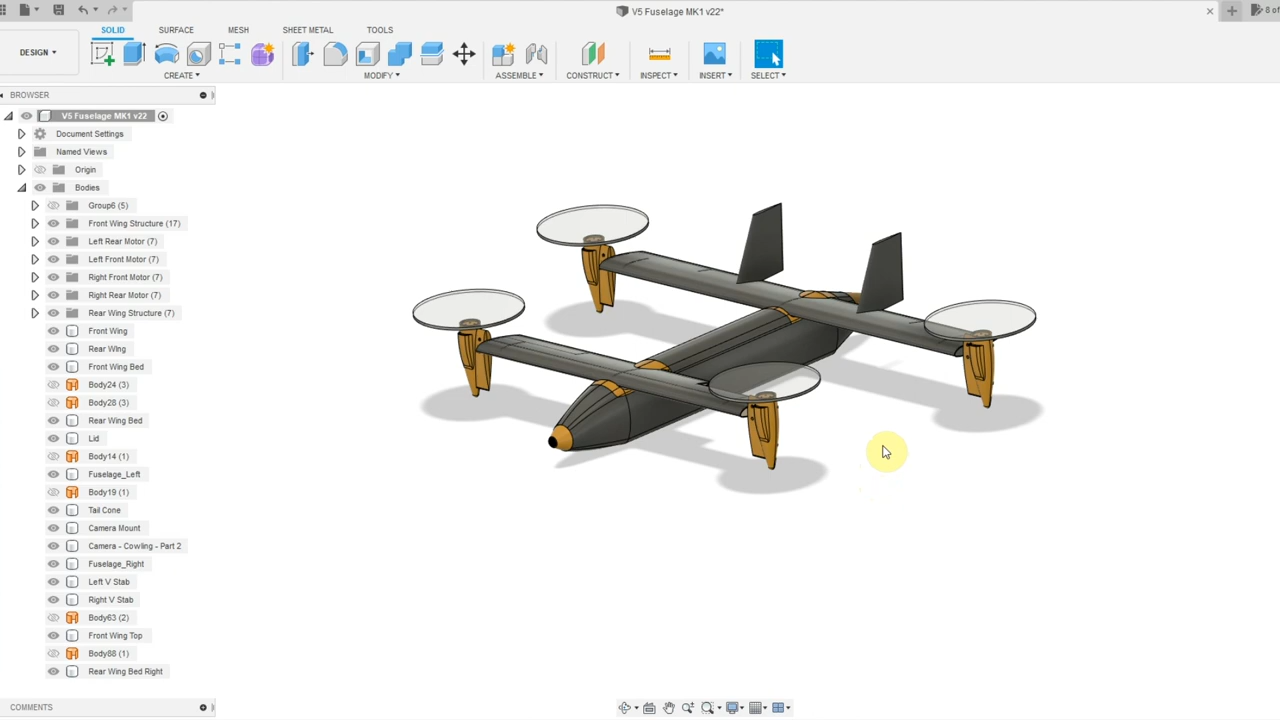 V5 Fuselage MK1 v22*
8 of
SOLID SURFACE MESH SHEET METAL TOOLS
DESIGN
CREATE MODIFY ASSEMBLE CONSTRUCT INSPECT INSERT SELECT
BROWSER
V5 Fuselage MK1 v22
Document Settings
Named Views
Origin
Bodies
Group6 (5)
Front Wing Structure (17)
Left Rear Motor (7)
Left Front Motor (7)
Right Front Motor (7)
Right Rear Motor (7)
Rear Wing Structure (7)
Front Wing
Rear Wing
Front Wing Bed
Body24 (3)
Body28 (3)
Rear Wing Bed
Lid
Body14 (1)
Fuselage_Left
Body19 (1)
Tail Cone
Camera Mount
Camera - Cowling - Part 2
Fuselage_Right
Left V Stab
Right V Stab
Body63 (2)
Front Wing Top
Body88 (1)
Rear Wing Bed Right
COMMENTS